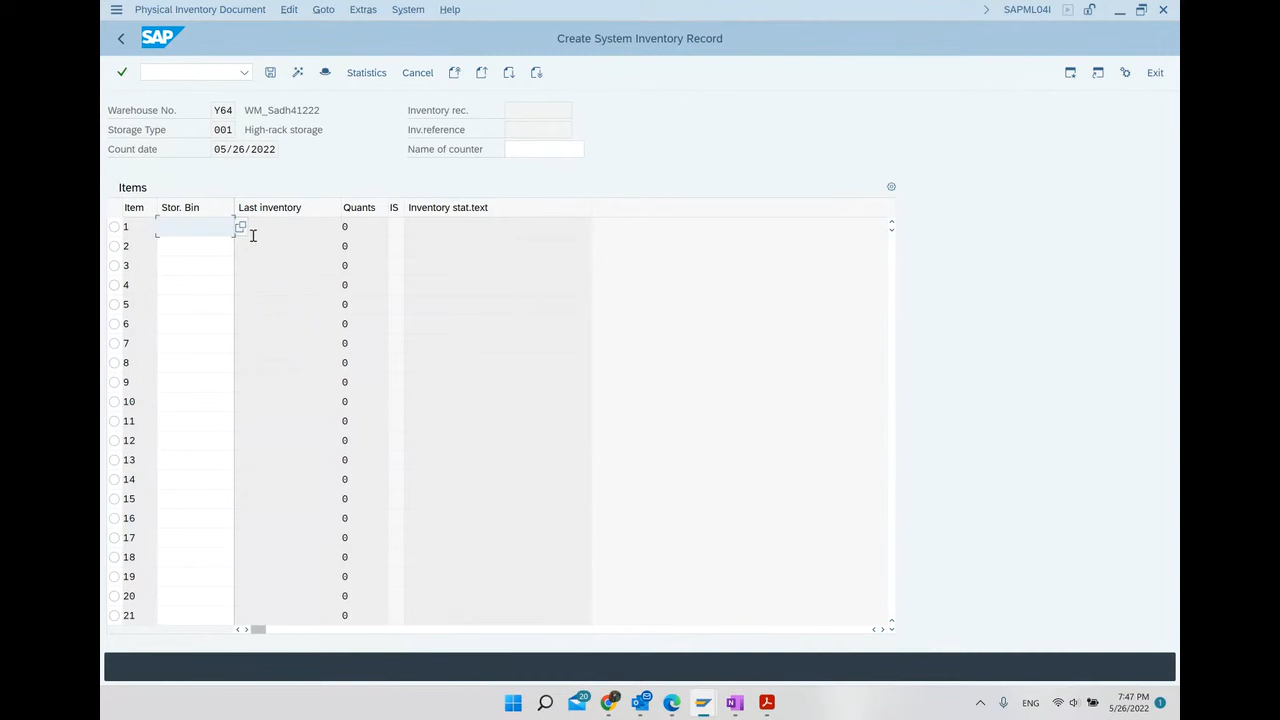 Physical Inventory Document Edit Goto Extras System Help SAPML04I
SAP Create System Inventory Record
Statistics Cancel Exit
Warehouse No. Y64 WM_Sadh41222 Inventory rec.
Storage Type 001 High-rack storage Inv.reference
Count date 05/26/2022 Name of counter
Items
Item Stor. Bin Last inventory Quants IS Inventory stat.text
1 0
2 0
3 0
4 0
5 0
6 0
7 0
8 0
9 0
10 0
11 0
12 0
13 0
14 0
15 0
16 0
17 0
18 0
19 0
20 0
21 0
20 ENG 7:47 PM
5/26/2022 1